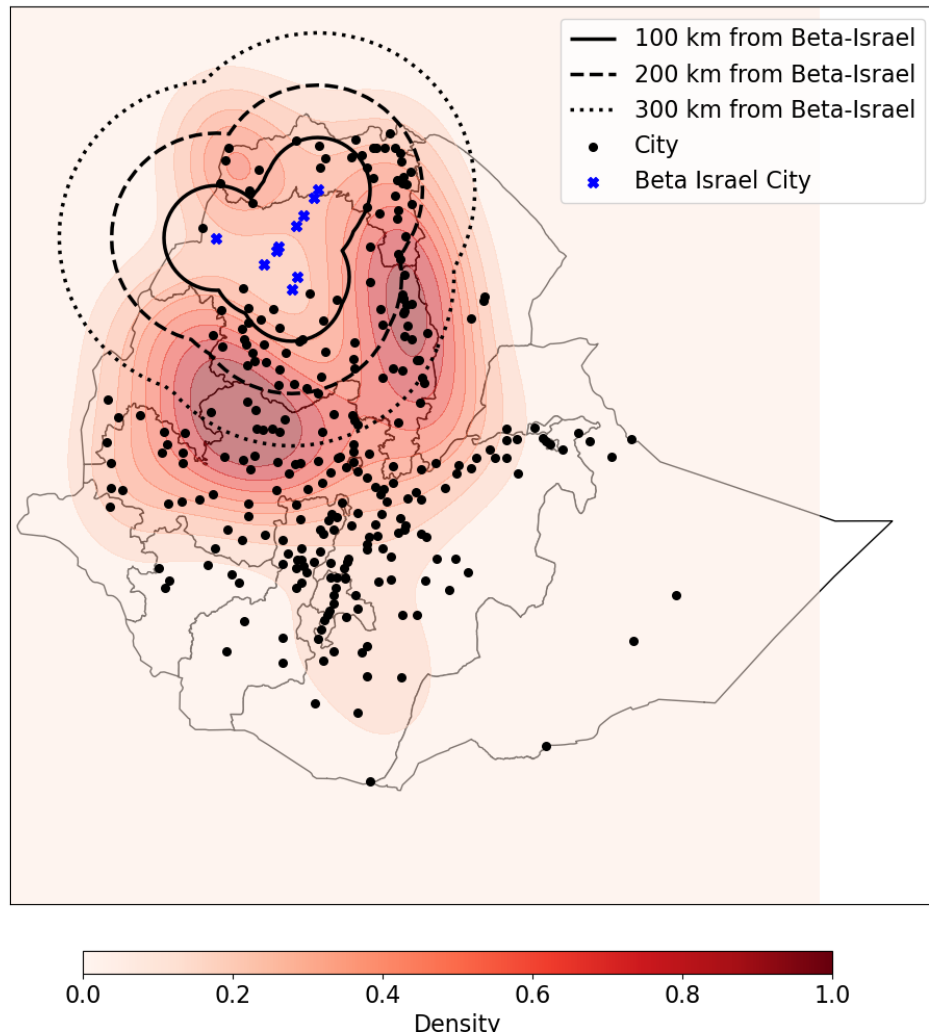 100 km from Beta-Israel
200 km from Beta-Israel
300 km from Beta-Israel
City
Beta Israel City
0.0 0.2 0.4 0.6 0.8 1.0
Density